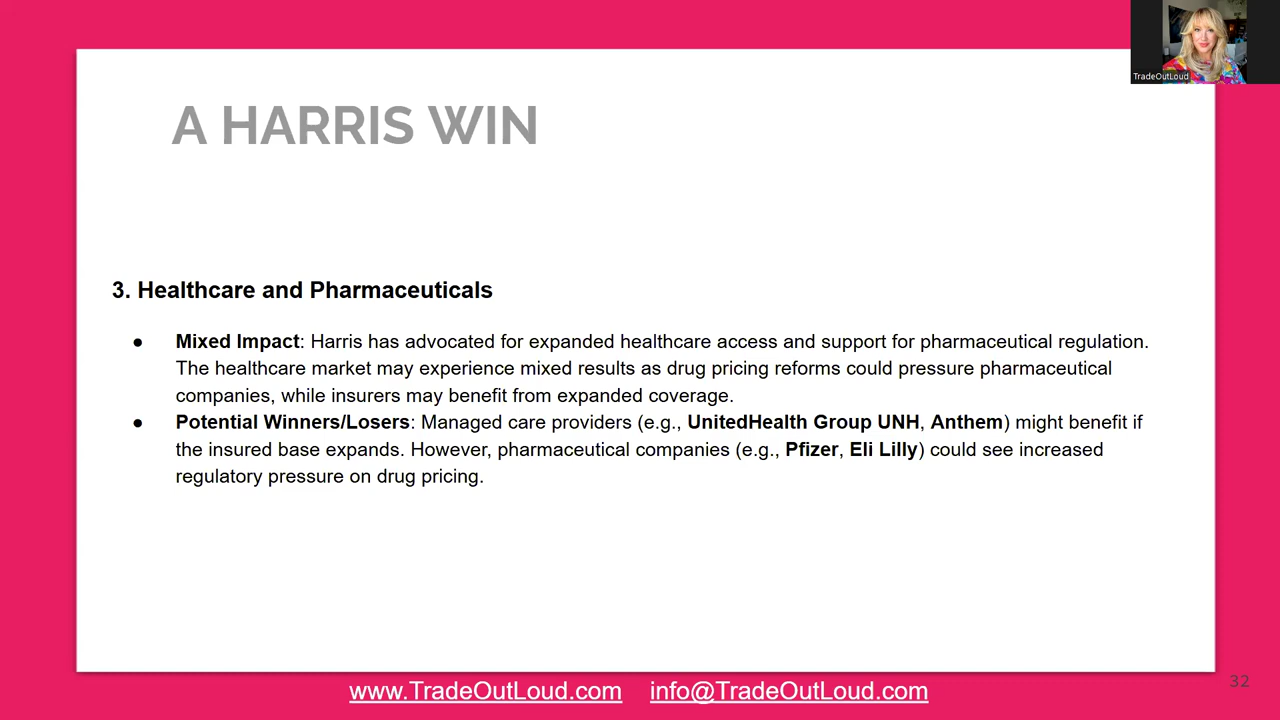 TradeOutLoud
A HARRIS WIN
3. Healthcare and Pharmaceuticals
● Mixed Impact: Harris has advocated for expanded healthcare access and support for pharmaceutical regulation.
The healthcare market may experience mixed results as drug pricing reforms could pressure pharmaceutical
companies, while insurers may benefit from expanded coverage.
● Potential Winners/Losers: Managed care providers (e.g., UnitedHealth Group UNH, Anthem) might benefit if
the insured base expands. However, pharmaceutical companies (e.g., Pfizer, Eli Lilly) could see increased
regulatory pressure on drug pricing.
www.TradeOutLoud.com info@TradeOutLoud.com
32